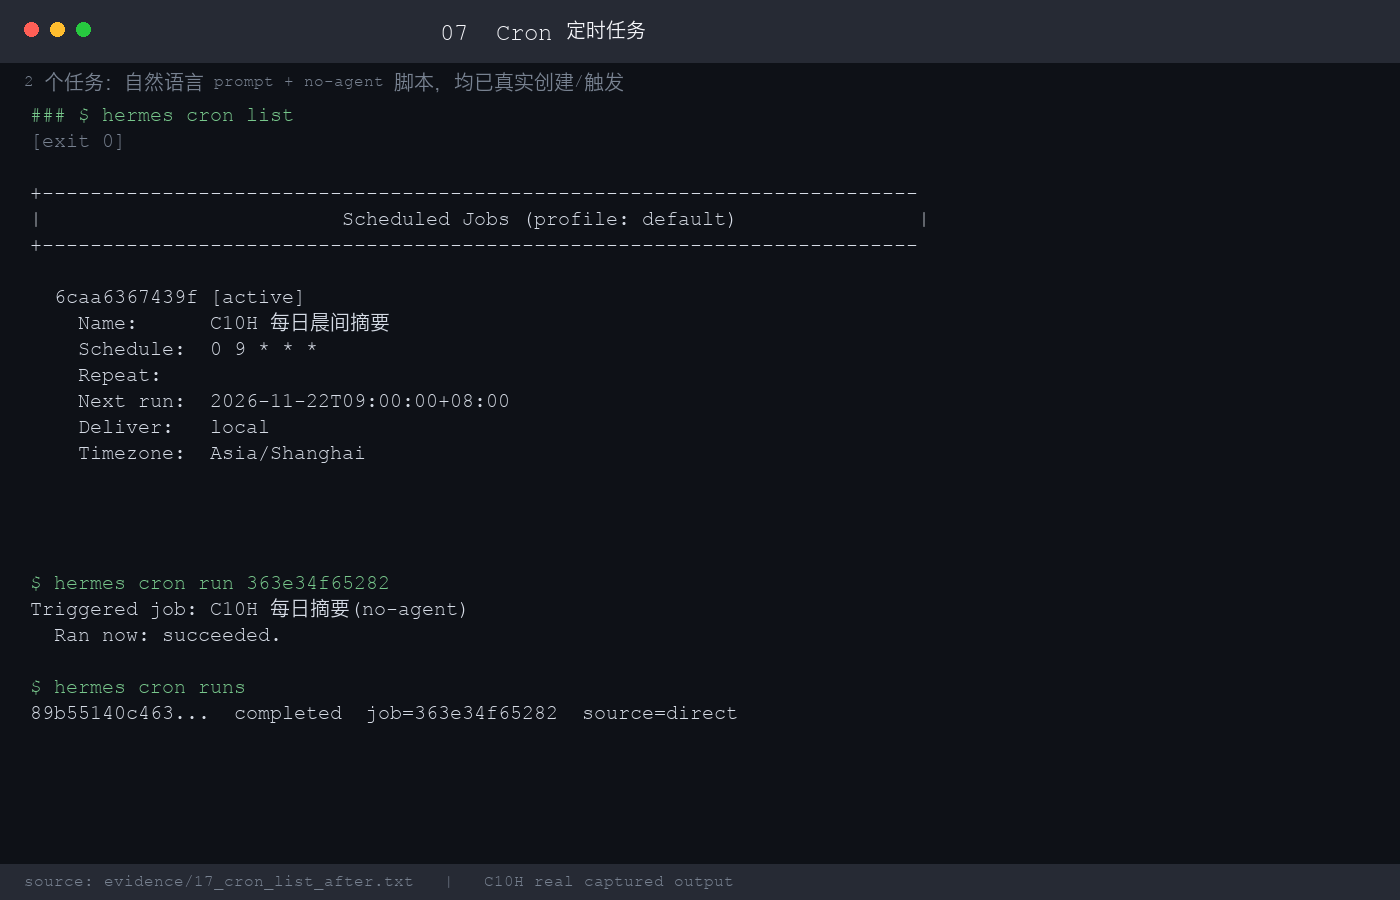 07 Cron 定时任务
2 个任务：自然语言 prompt + no-agent 脚本，均已真实创建/触发
### $ hermes cron list
[exit 0]
+-------------------------------------------------------------------------
| Scheduled Jobs (profile: default) |
+-------------------------------------------------------------------------
6caa6367439f [active]
Name: C10H 每日晨间摘要
Schedule: 0 9 * * *
Repeat:
Next run: 2026-11-22T09:00:00+08:00
Deliver: local
Timezone: Asia/Shanghai
$ hermes cron run 363e34f65282
Triggered job: C10H 每日摘要(no-agent)
Ran now: succeeded.
$ hermes cron runs
89b55140c463... completed job=363e34f65282 source=direct
source: evidence/17_cron_list_after.txt | C10H real captured output